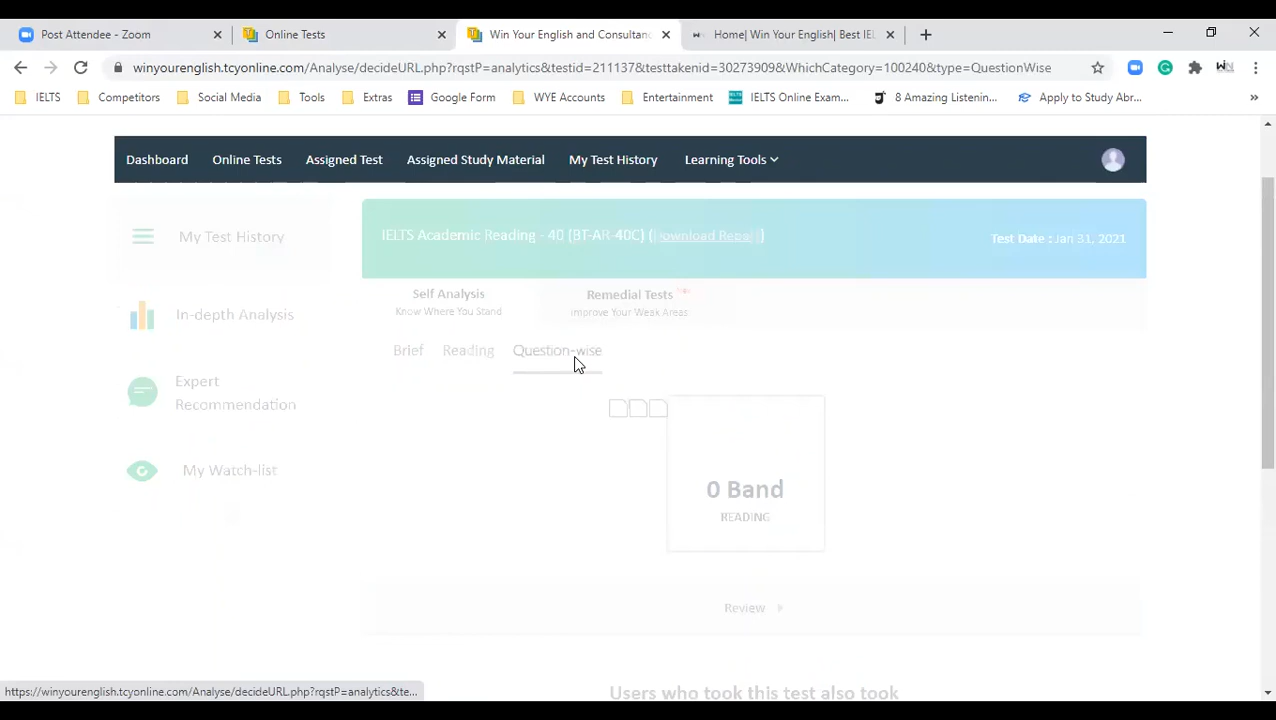 Post Attendee - Zoom
Online Tests
Win Your English and Consultanc
Home| Win Your English| Best IEL
winyourenglish.tcyonline.com/Analyse/decideURL.php?rqstP=analytics&testid=211137&testtakenid=30273909&WhichCategory=100240&type=QuestionWise
IELTS
Competitors
Social Media
Tools
Extras
Google Form
WYE Accounts
Entertainment
IELTS Online Exam...
8 Amazing Listenin...
Apply to Study Abr...
Dashboard
Online Tests
Assigned Test
Assigned Study Material
My Test History
Learning Tools
My Test History
IELTS Academic Reading - 40 (BT-AR-40C) (Download Report)
Test Date : Jan 31, 2021
Self Analysis
Know Where You Stand
Remedial Tests
Improve Your Weak Areas
In-depth Analysis
Brief
Reading
Question-wise
Expert
Recommendation
0 Band
READING
My Watch-list
Review
Users who took this test also took
https://winyourenglish.tcyonline.com/Analyse/decideURL.php?rqstP=analytics&te...